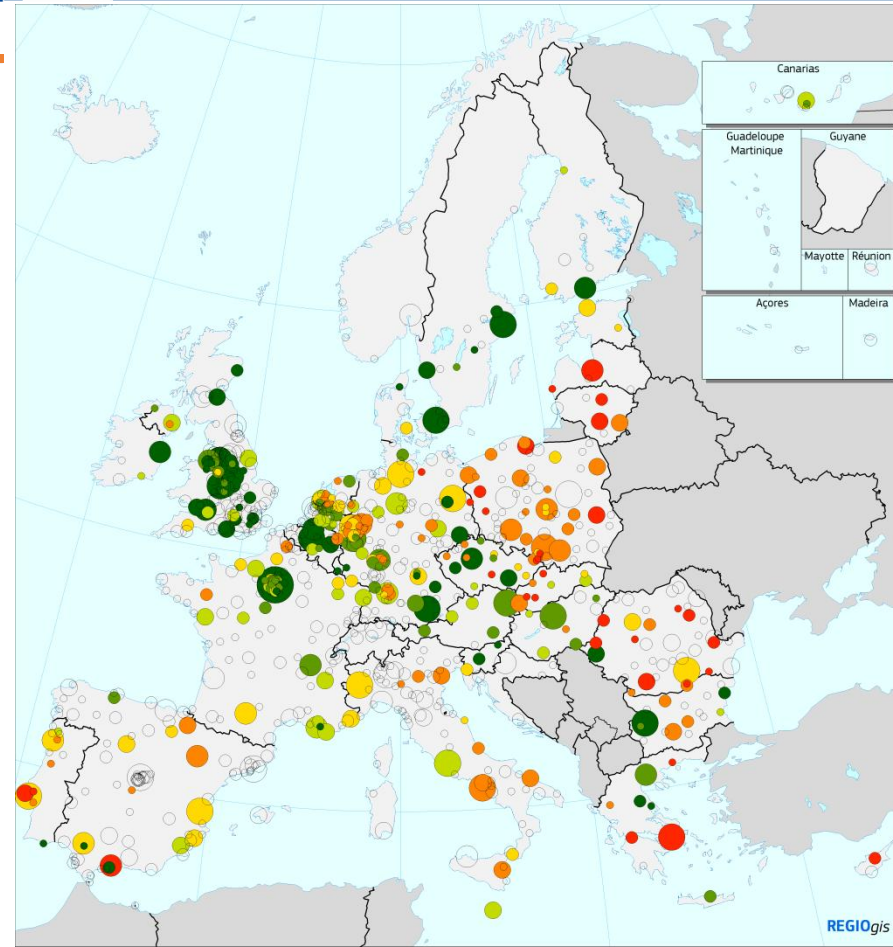 Canarias
Guadeloupe
Martinique
Guyane
Mayotte
Réunion
Açores
Madeira
REGIOgis